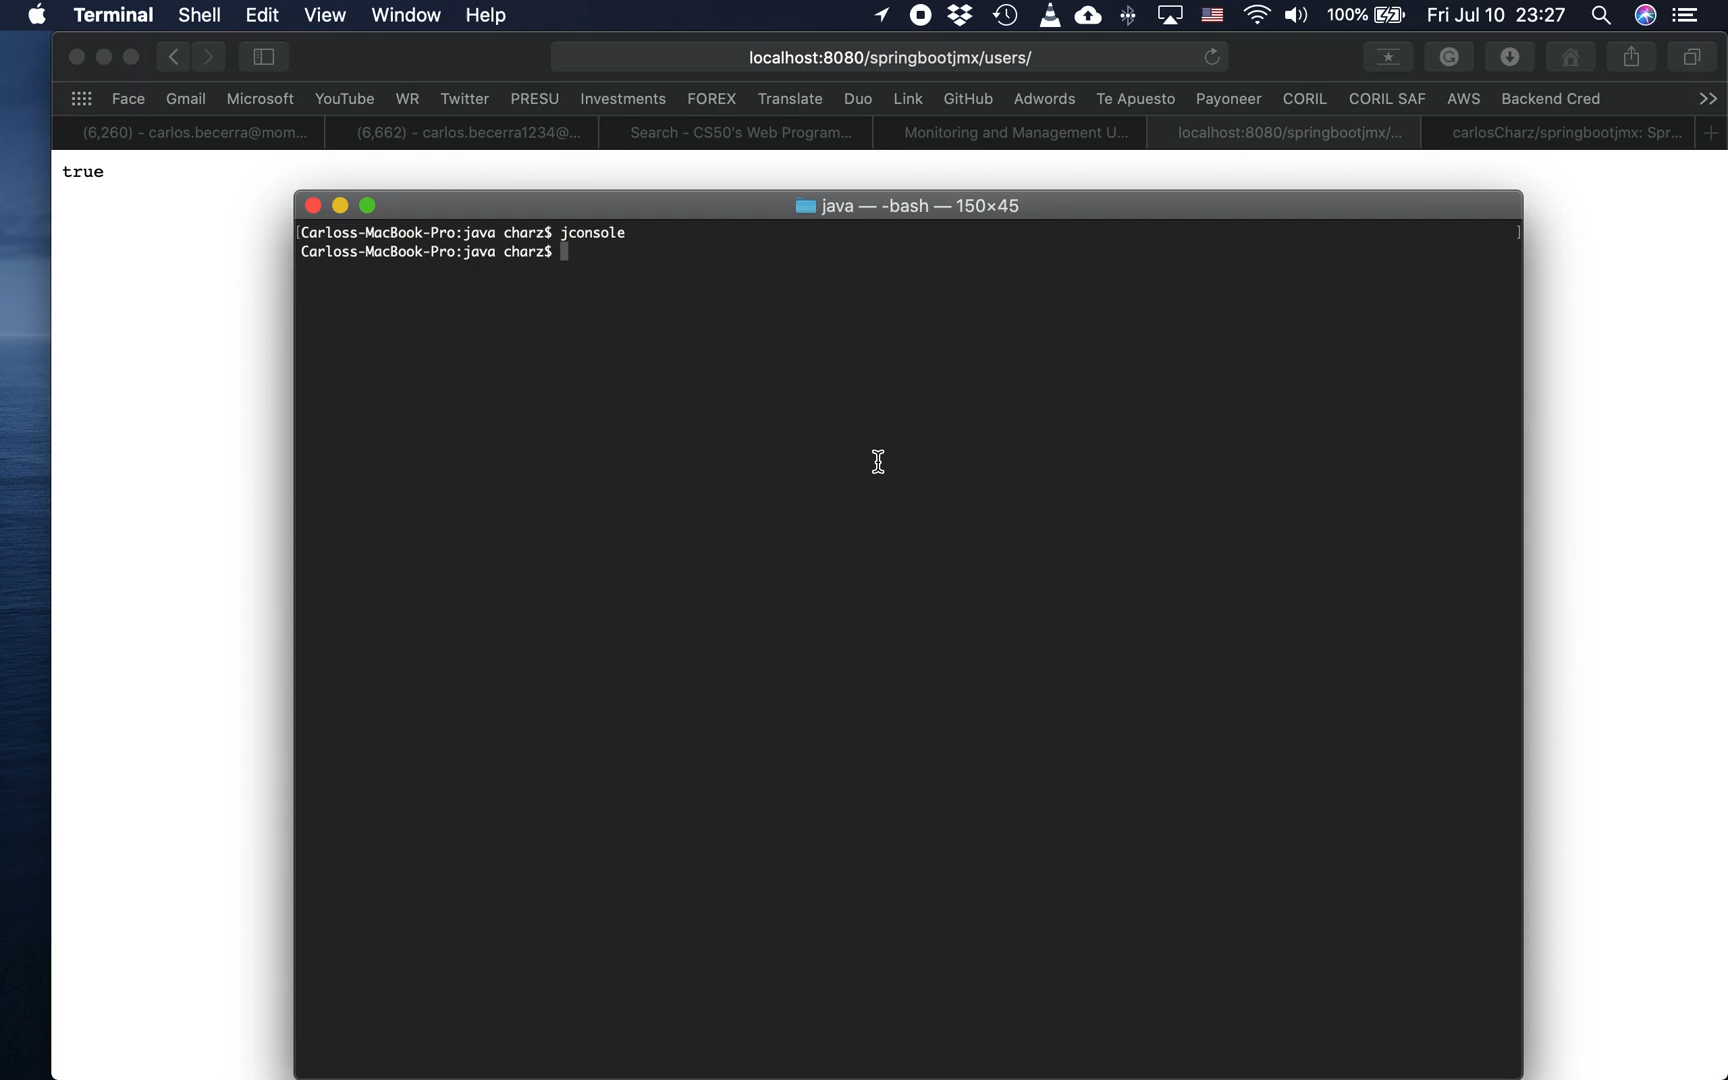 Terminal Shell Edit View Window Help 100% Fri Jul 10 23:27
localhost:8080/springbootjmx/users/
Face Gmail Microsoft YouTube WR Twitter PRESU Investments FOREX Translate Duo Link GitHub Adwords Te Apuesto Payoneer CORIL CORIL SAF AWS Backend Cred >>
(6,260) - carlos.becerra@mom... (6,662) - carlos.becerra1234@... Search - CS50's Web Program... Monitoring and Management U... localhost:8080/springbootjmx/... carlosCharz/springbootjmx: Spr... +
true
java — -bash — 150×45
[Carloss-MacBook-Pro:java charz$ jconsole ]
Carloss-MacBook-Pro:java charz$